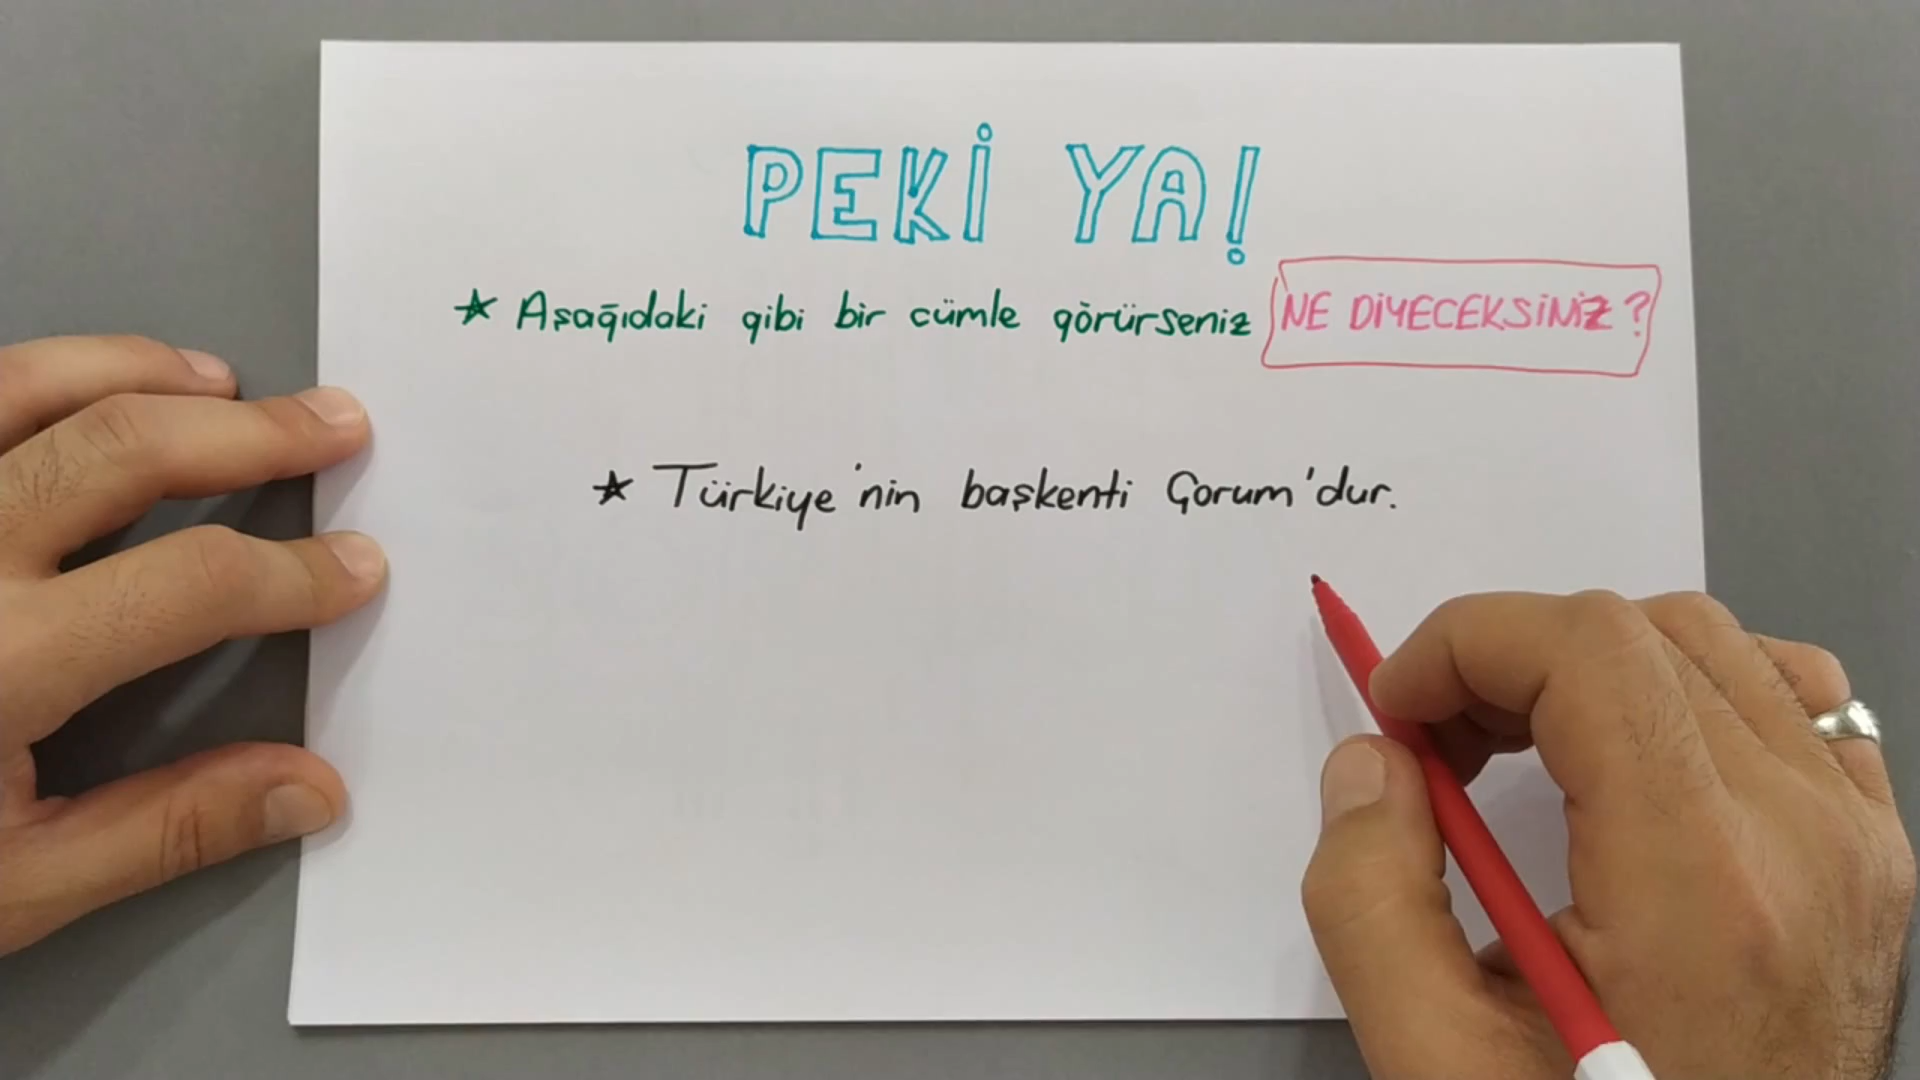 PEKİ YA!
★ Aşağıdaki gibi bir cümle görürseniz NE DİYECEKSİNİZ?
★ Türkiye'nin başkenti Çorum'dur.